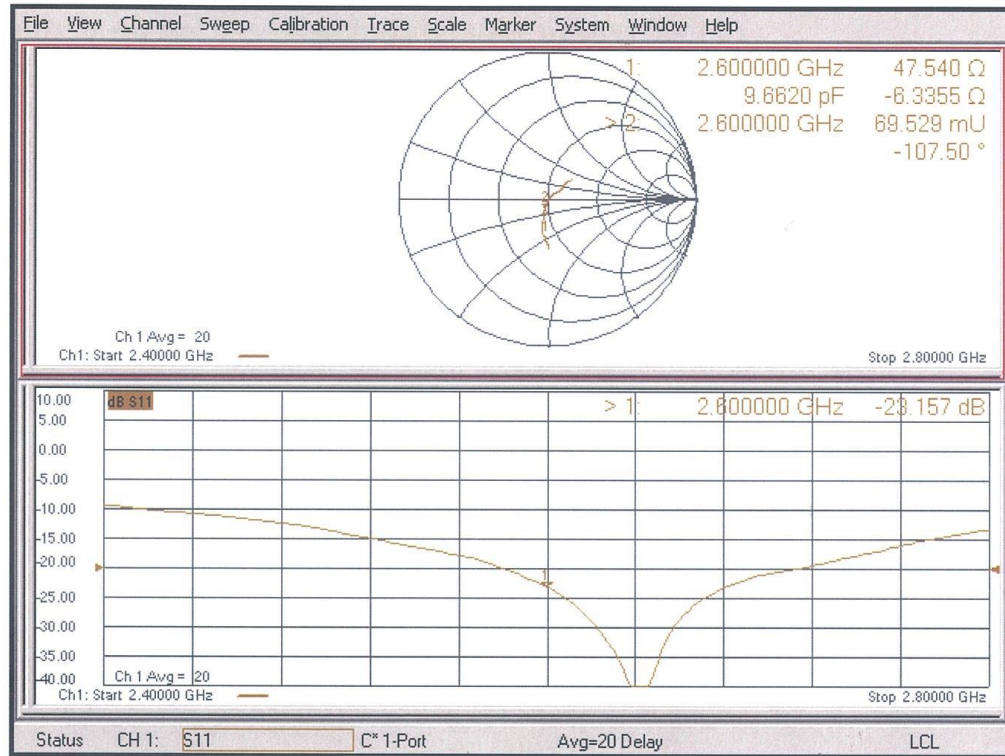 File View Channel Sweep Calibration Trace Scale Marker System Window Help
1: 2.600000 GHz 47.540 Ω
9.6620 pF -6.3355 Ω
> 2: 2.600000 GHz 69.529 mU
-107.50 °
Ch 1 Avg = 20
Ch1: Start 2.40000 GHz
Stop 2.80000 GHz
10.00
dB S11
> 1: 2.600000 GHz -23.157 dB
5.00
0.00
-5.00
-10.00
-15.00
-20.00
1
-25.00
-30.00
-35.00
-40.00
Ch 1 Avg = 20
Ch1: Start 2.40000 GHz
Stop 2.80000 GHz
Status CH 1: S11 C* 1-Port Avg=20 Delay LCL